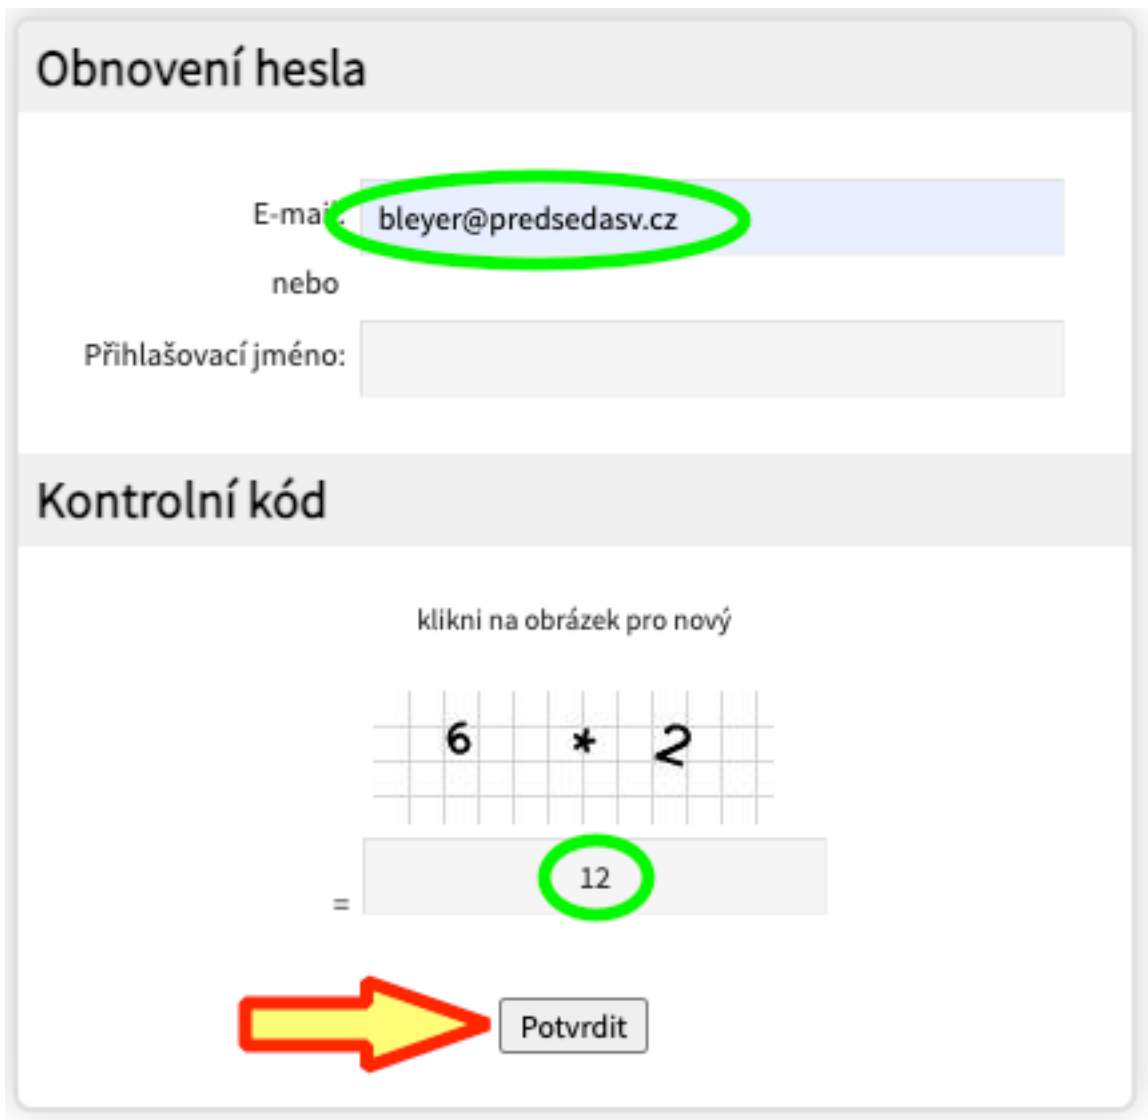 Obnovení hesla
E-mail: bleyer@predsedasv.cz
nebo
Přihlašovací jméno:
Kontrolní kód
klikni na obrázek pro nový
6 * 2
= 12
Potvrdit